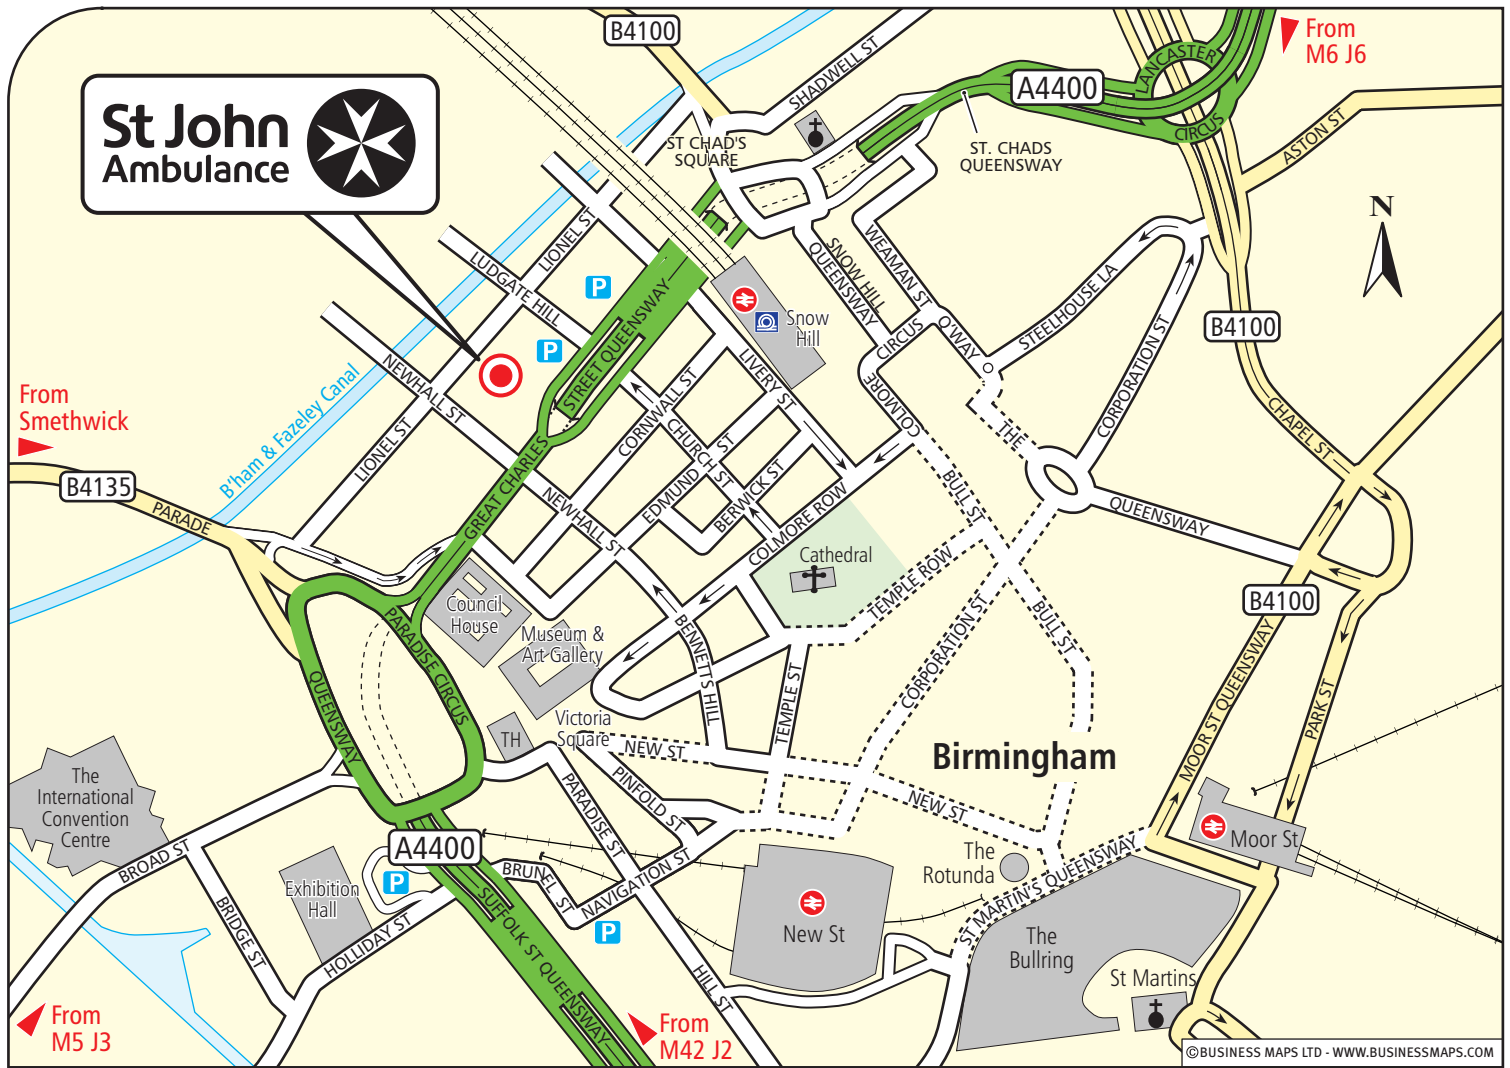 B4100
From
M6 J6
SHADWELL ST
LANCASTER
CIRCUS
A4400
St John
Ambulance
ST CHAD'S
SQUARE
ST. CHADS
QUEENSWAY
ASTON ST
N
LIONEL ST
LUDGATE HILL
P
SNOW HILL
QUEENSWAY
WEAMAN ST
Q'WAY
STEELHOUSE LA
CORPORATION ST
B4100
Snow
Hill
P
STREET QUEENSWAY
CIRCUS
COLMORE
LIVERY ST
NEWHALL ST
CORNWALL ST
CHURCH ST
EDMUND ST
BERWICK ST
From
Smethwick
B'ham & Fazeley Canal
LIONEL ST
B4135
PARADE
GREAT CHARLES
NEWHALL ST
COLMORE ROW
THE
BULL ST
QUEENSWAY
CHAPEL ST
Cathedral
TEMPLE ROW
B4100
Council
House
Museum &
Art Gallery
PARADISE CIRCUS
QUEENSWAY
BENNETTS HILL
TEMPLE ST
CORPORATION ST
BULL ST
MOOR ST QUEENSWAY
PARK ST
TH
Victoria
Square
NEW ST
Birmingham
The
International
Convention
Centre
PINFOLD ST
PARADISE ST
NEW ST
A4400
BROAD ST
Moor St
The
Rotunda
Exhibition
Hall
P
BRUNEL ST
NAVIGATION ST
P
ST MARTIN'S QUEENSWAY
BRIDGE ST
HOLLIDAY ST
SUFFOLK ST QUEENSWAY
New St
The
Bullring
St Martins
HILL ST
From
M5 J3
From
M42 J2
©BUSINESS MAPS LTD - WWW.BUSINESSMAPS.COM